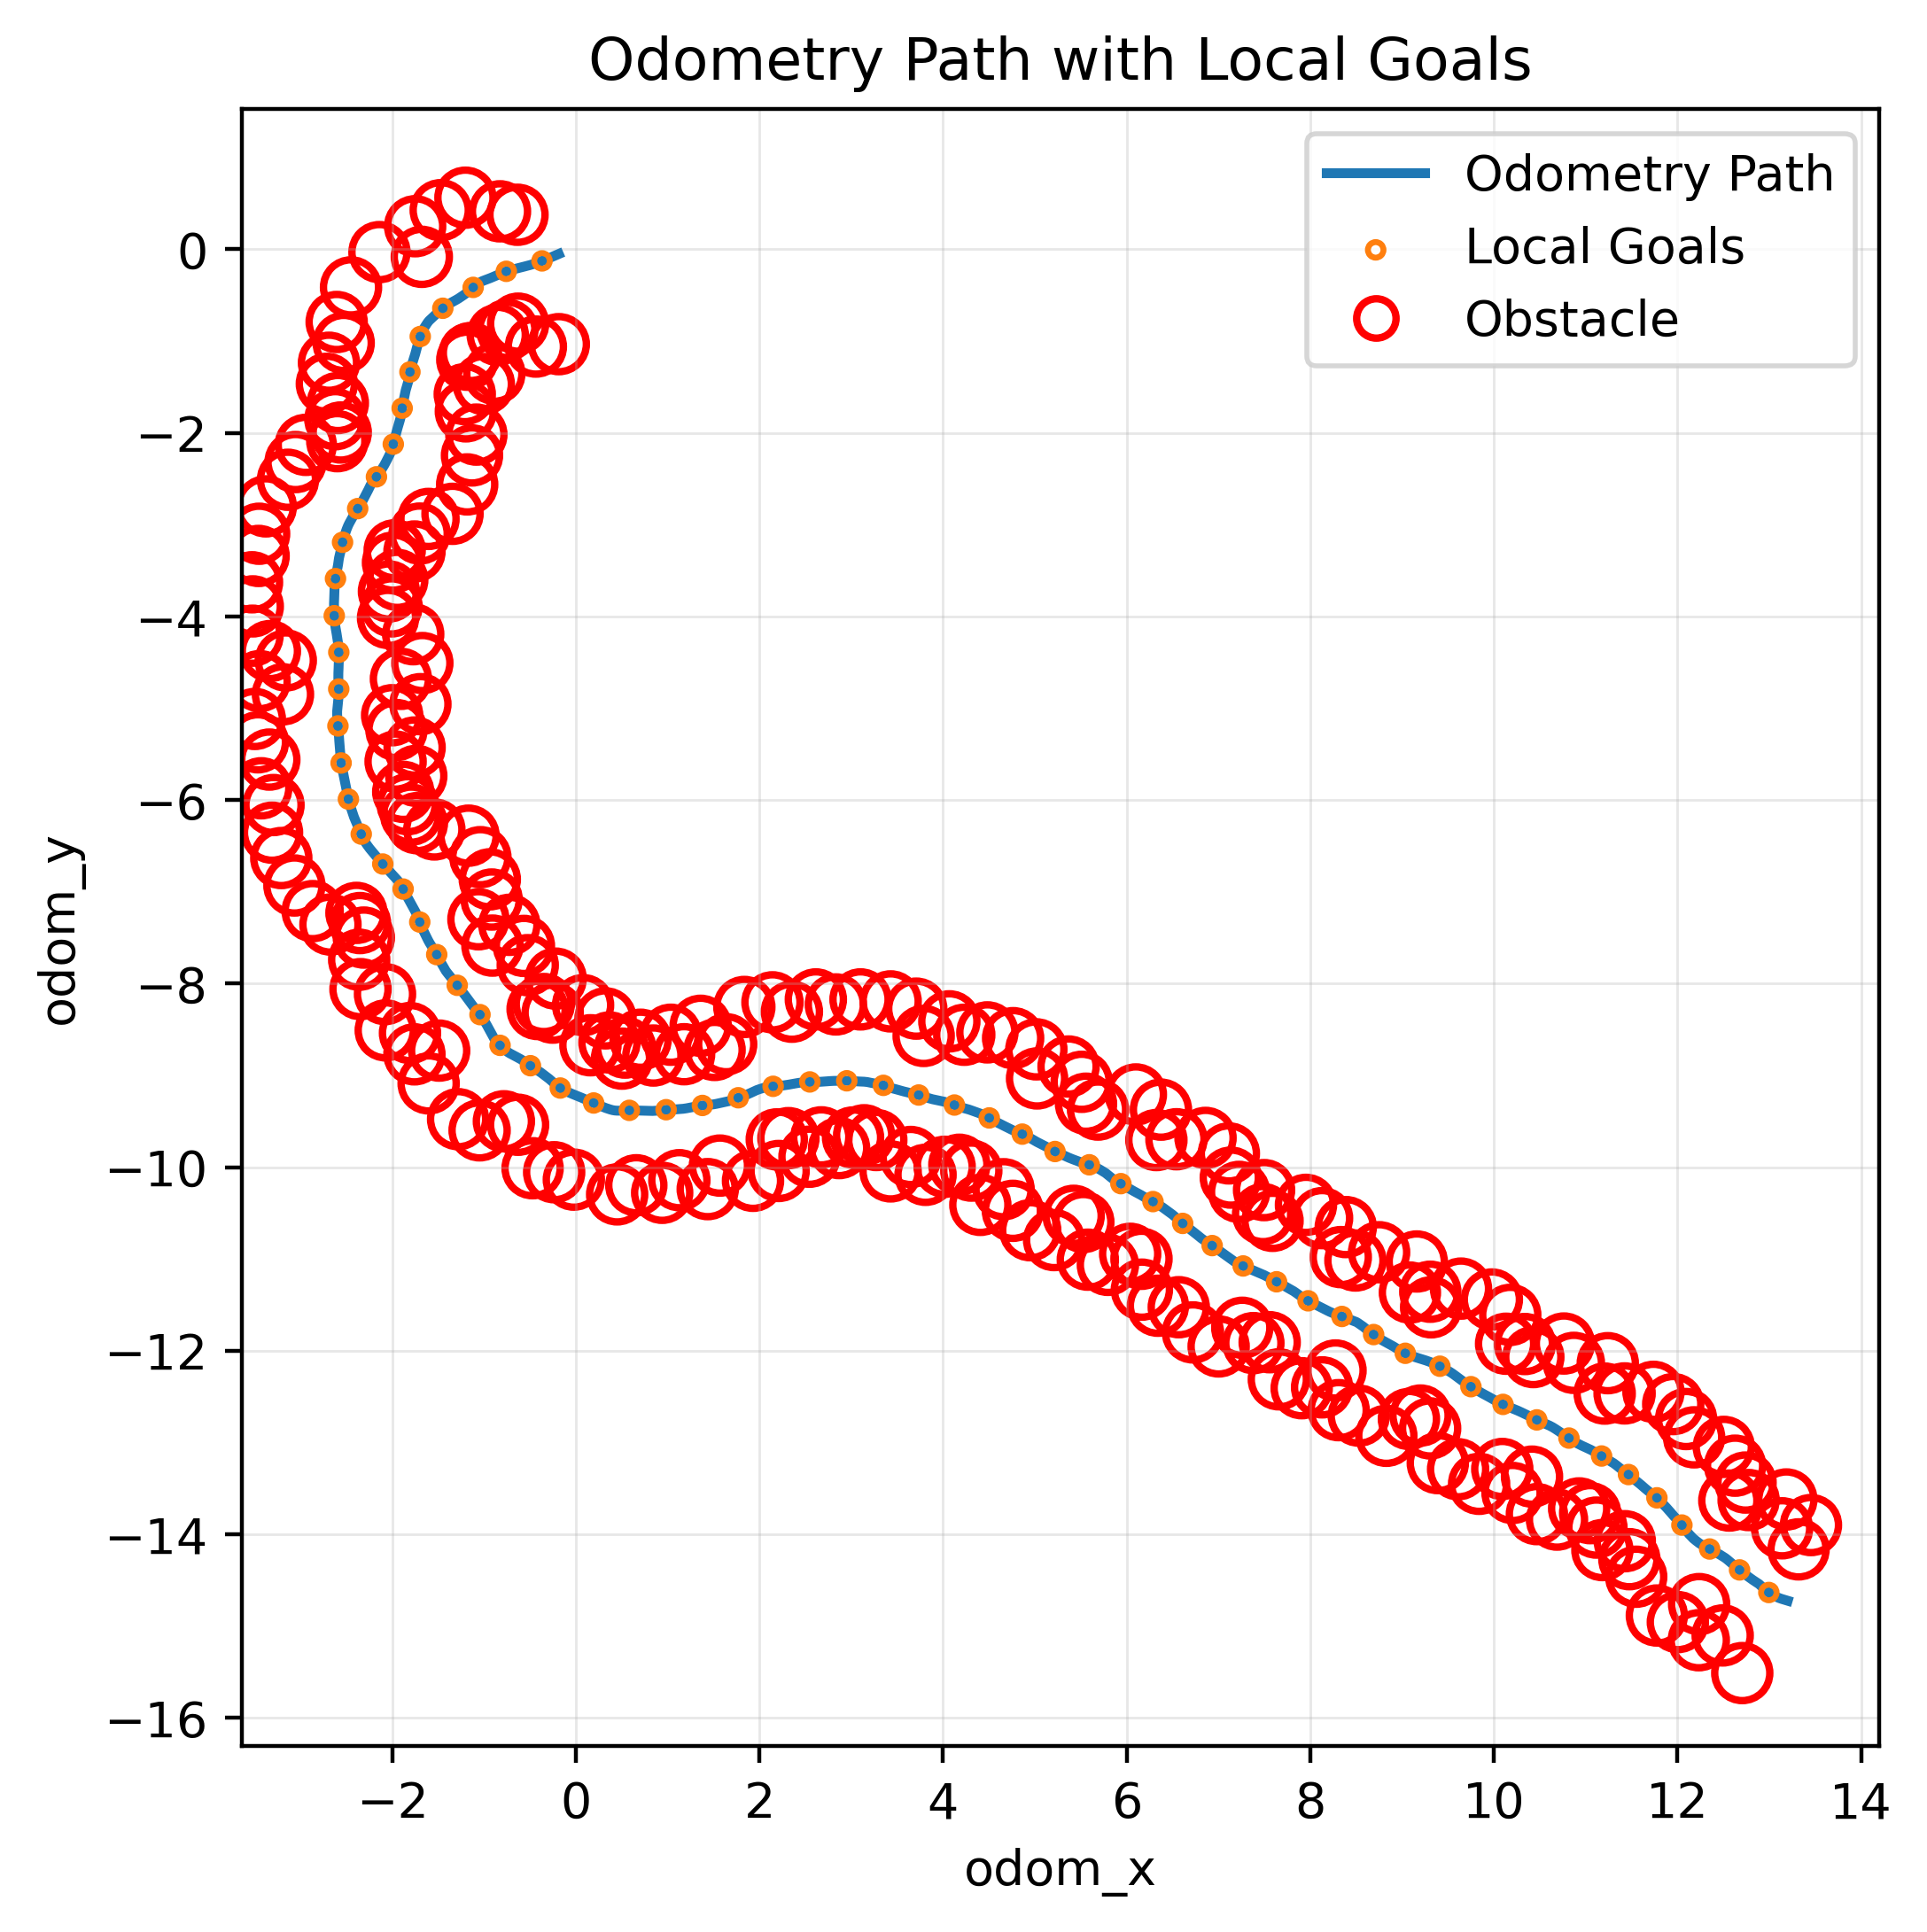 Odometry Path with Local Goals
Odometry Path
Local Goals
Obstacle
0
−2
−4
−6
−8
−10
−12
−14
−16
odom_y
−2 0 2 4 6 8 10 12 14
odom_x